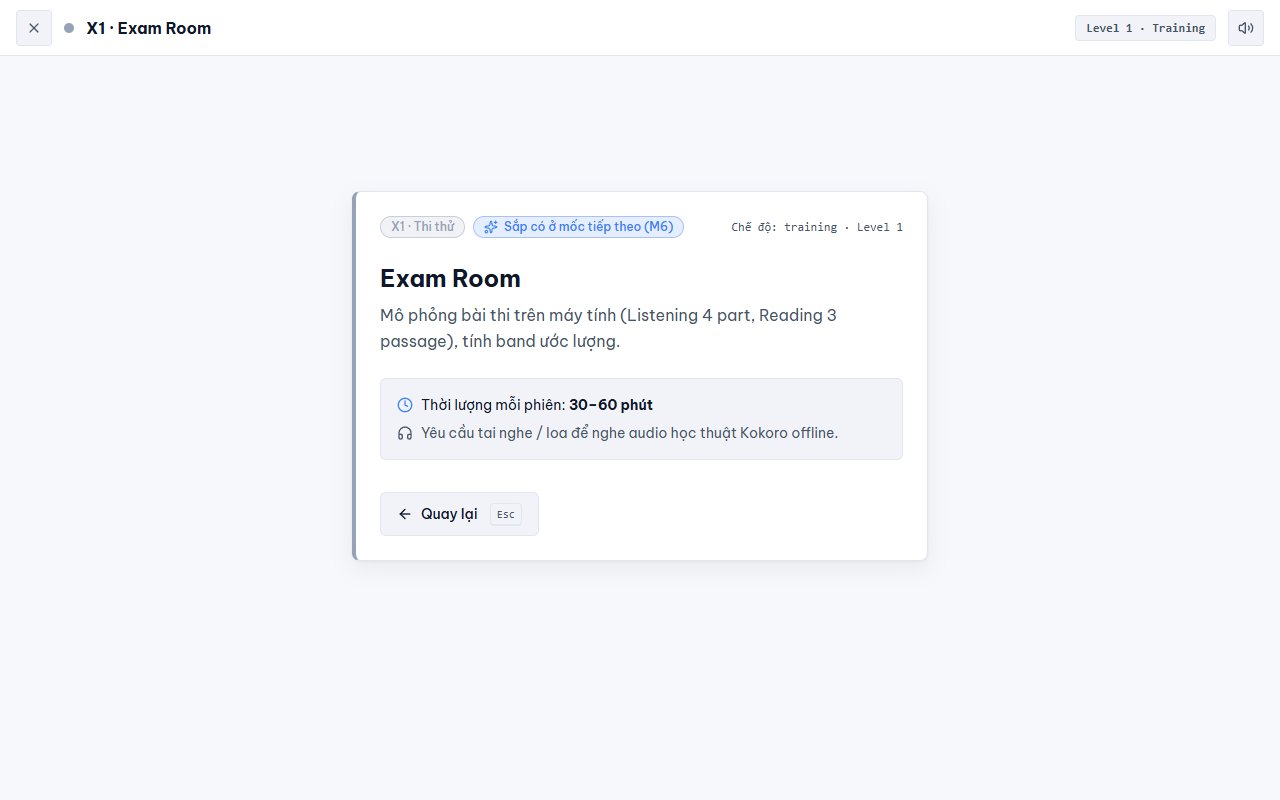 X1 · Exam Room
Level 1 · Training
X1 · Thi thử
Sắp có ở mốc tiếp theo (M6)
Chế độ: training · Level 1
Exam Room
Mô phỏng bài thi trên máy tính (Listening 4 part, Reading 3
passage), tính band ước lượng.
Thời lượng mỗi phiên: 30–60 phút
Yêu cầu tai nghe / loa để nghe audio học thuật Kokoro offline.
Quay lại Esc